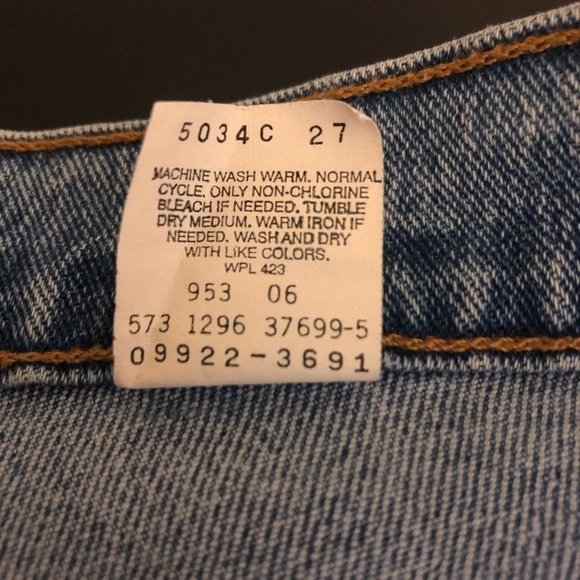 5034C 27
MACHINE WASH WARM. NORMAL
CYCLE. ONLY NON-CHLORINE
BLEACH IF NEEDED. TUMBLE
DRY MEDIUM. WARM IRON IF
NEEDED. WASH AND DRY
WITH LIKE COLORS.
WPL 423
953 06
573 1296 37699-5
09922-3691